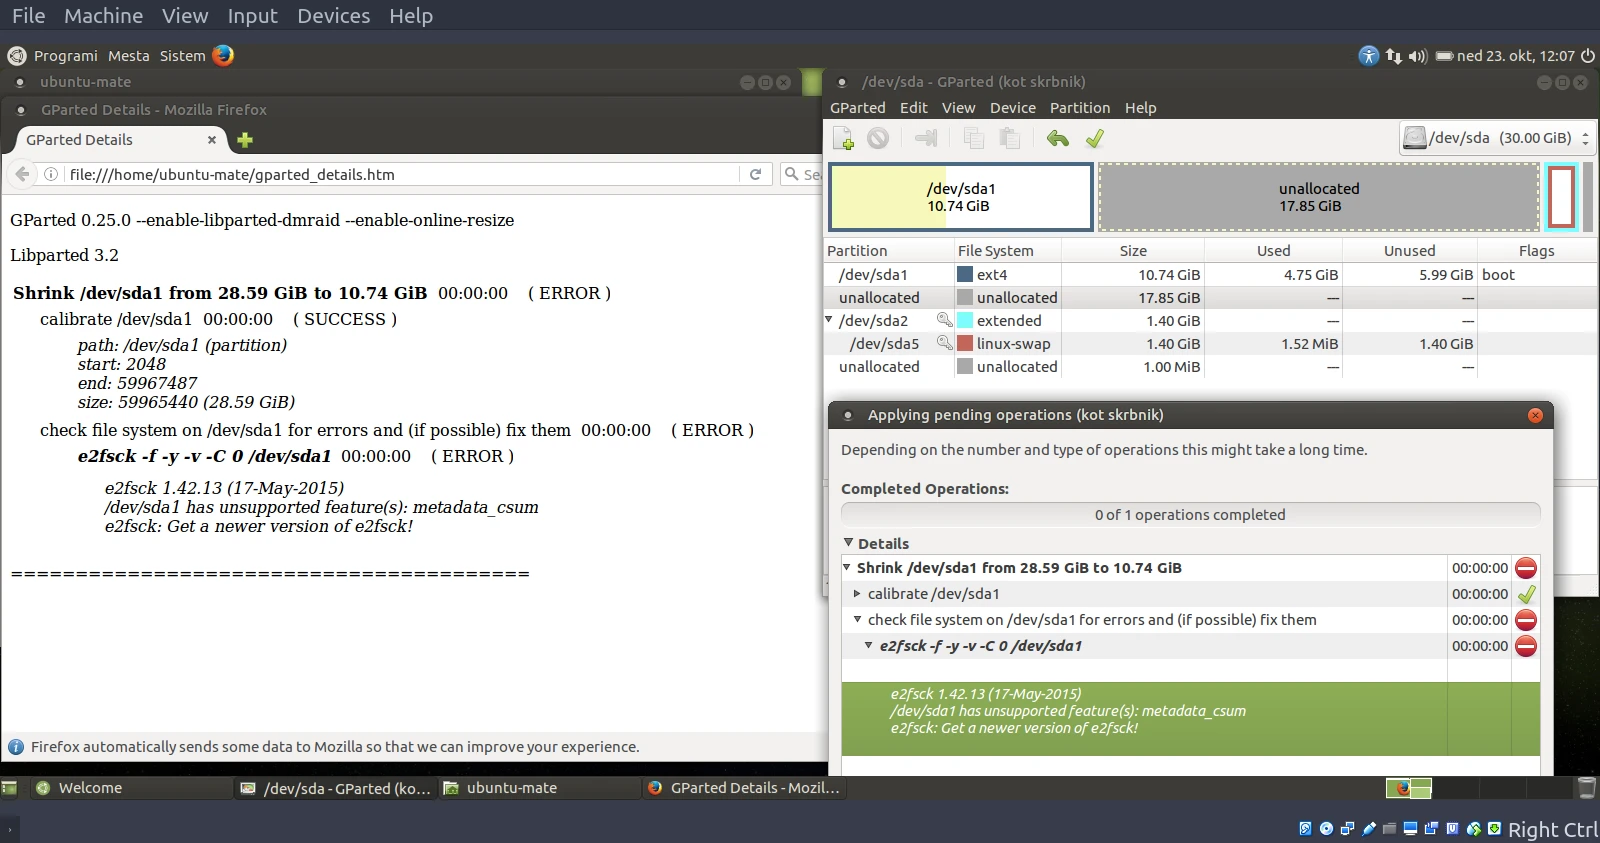 File Machine View Input Devices Help
Programi Mesta Sistem
ned 23. okt, 12:07
ubuntu-mate
GParted Details - Mozilla Firefox
GParted Details
file:///home/ubuntu-mate/gparted_details.htm
Se
GParted 0.25.0 --enable-libparted-dmraid --enable-online-resize
Libparted 3.2
Shrink /dev/sda1 from 28.59 GiB to 10.74 GiB 00:00:00 ( ERROR )
calibrate /dev/sda1 00:00:00 ( SUCCESS )
path: /dev/sda1 (partition)
start: 2048
end: 59967487
size: 59965440 (28.59 GiB)
check file system on /dev/sda1 for errors and (if possible) fix them 00:00:00 ( ERROR )
e2fsck -f -y -v -C 0 /dev/sda1 00:00:00 ( ERROR )
e2fsck 1.42.13 (17-May-2015)
/dev/sda1 has unsupported feature(s): metadata_csum
e2fsck: Get a newer version of e2fsck!
========================================
Firefox automatically sends some data to Mozilla so that we can improve your experience.
/dev/sda - GParted (kot skrbnik)
GParted Edit View Device Partition Help
/dev/sda (30.00 GiB)
/dev/sda1
10.74 GiB
unallocated
17.85 GiB
Partition File System Size Used Unused Flags
/dev/sda1 ext4 10.74 GiB 4.75 GiB 5.99 GiB boot
unallocated unallocated 17.85 GiB --- ---
/dev/sda2 extended 1.40 GiB --- ---
/dev/sda5 linux-swap 1.40 GiB 1.52 MiB 1.40 GiB
unallocated unallocated 1.00 MiB --- ---
Applying pending operations (kot skrbnik)
Depending on the number and type of operations this might take a long time.
Completed Operations:
0 of 1 operations completed
Details
Shrink /dev/sda1 from 28.59 GiB to 10.74 GiB 00:00:00
calibrate /dev/sda1 00:00:00
check file system on /dev/sda1 for errors and (if possible) fix them 00:00:00
e2fsck -f -y -v -C 0 /dev/sda1 00:00:00
e2fsck 1.42.13 (17-May-2015)
/dev/sda1 has unsupported feature(s): metadata_csum
e2fsck: Get a newer version of e2fsck!
Welcome
/dev/sda - GParted (ko...
ubuntu-mate
GParted Details - Mozil...
Right Ctrl